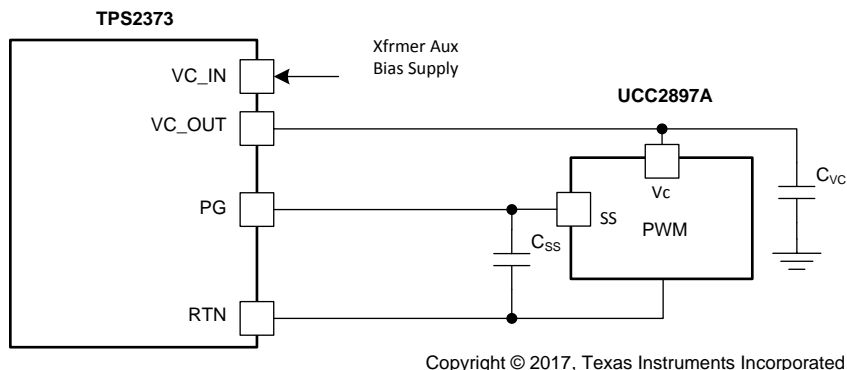 TPS2373
VC_IN
Xfrmer Aux
Bias Supply
UCC2897A
VC_OUT
Vc
CVC
PG
SS
PWM
CSS
RTN
Copyright © 2017, Texas Instruments Incorporated